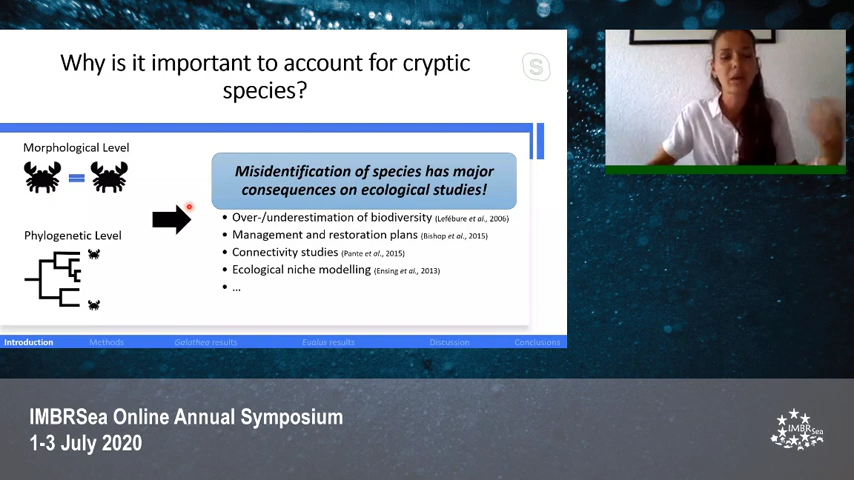 Why is it important to account for cryptic
species?
Morphological Level
Misidentification of species has major
consequences on ecological studies!
• Over-/underestimation of biodiversity (Lefébure et al., 2006)
• Management and restoration plans (Bishop et al., 2015)
• Connectivity studies (Pante et al., 2015)
• Ecological niche modelling (Ensing et al., 2013)
• ...
Phylogenetic Level
Introduction Methods Galathea results Eualus results Discussion Conclusions
IMBRSea Online Annual Symposium
1-3 July 2020
IMBRSea